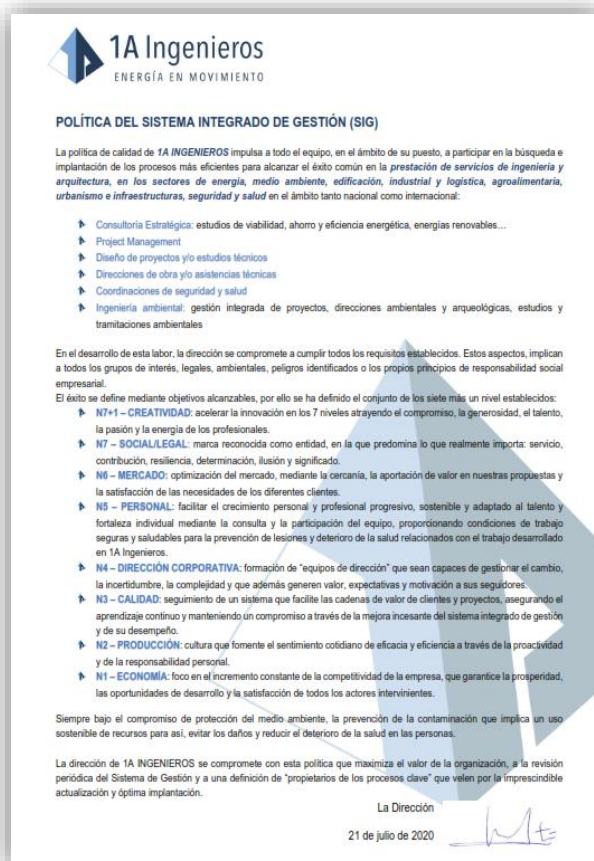 1A Ingenieros
ENERGÍA EN MOVIMIENTO
POLÍTICA DEL SISTEMA INTEGRADO DE GESTIÓN (SIG)
La política de calidad de 1A INGENIEROS impulsa a todo el equipo, en el ámbito de su puesto, a participar en la búsqueda e
implantación de los procesos más eficientes para alcanzar el éxito común en la prestación de servicios de ingeniería y
arquitectura, en los sectores de energía, medio ambiente, edificación, industrial y logística, agroalimentaria,
urbanismo e infraestructuras, seguridad y salud en el ámbito tanto nacional como internacional:
Consultoría Estratégica: estudios de viabilidad, ahorro y eficiencia energética, energías renovables…
Project Management
Diseño de proyectos y/o estudios técnicos
Direcciones de obra y/o asistencias técnicas
Coordinaciones de seguridad y salud
Ingeniería ambiental: gestión integrada de proyectos, direcciones ambientales y arqueológicas, estudios y
tramitaciones ambientales
En el desarrollo de esta labor, la dirección se compromete a cumplir todos los requisitos establecidos. Estos aspectos, implican
a todos los grupos de interés, legales, ambientales, peligros identificados o los propios principios de responsabilidad social
empresarial.
El éxito se define mediante objetivos alcanzables, por ello se ha definido el conjunto de los siete más un nivel establecidos:
N7+1 – CREATIVIDAD: acelerar la innovación en los 7 niveles atrayendo el compromiso, la generosidad, el talento,
la pasión y la energía de los profesionales.
N7 – SOCIAL/LEGAL: marca reconocida como entidad, en la que predomina lo que realmente importa: servicio,
contribución, resiliencia, determinación, ilusión y significado.
N6 – MERCADO: optimización del mercado, mediante la cercanía, la aportación de valor en nuestras propuestas y
la satisfacción de las necesidades de los diferentes clientes.
N5 – PERSONAL: facilitar el crecimiento personal y profesional progresivo, sostenible y adaptado al talento y
fortaleza individual mediante la consulta y la participación del equipo, proporcionando condiciones de trabajo
seguras y saludables para la prevención de lesiones y deterioro de la salud relacionados con el trabajo desarrollado
en 1A Ingenieros.
N4 – DIRECCIÓN CORPORATIVA: formación de "equipos de dirección" que sean capaces de gestionar el cambio,
la incertidumbre, la complejidad y que además generen valor, expectativas y motivación a sus seguidores.
N3 – CALIDAD: seguimiento de un sistema que facilite las cadenas de valor de clientes y proyectos, asegurando el
aprendizaje continuo y manteniendo un compromiso a través de la mejora incesante del sistema integrado de gestión
y de su desempeño.
N2 – PRODUCCIÓN: cultura que fomente el sentimiento cotidiano de eficacia y eficiencia a través de la proactividad
y de la responsabilidad personal.
N1 – ECONOMÍA: foco en el incremento constante de la competitividad de la empresa, que garantice la prosperidad,
las oportunidades de desarrollo y la satisfacción de todos los actores intervinientes.
Siempre bajo el compromiso de protección del medio ambiente, la prevención de la contaminación que implica un uso
sostenible de recursos para así, evitar los daños y reducir el deterioro de la salud en las personas.
La dirección de 1A INGENIEROS se compromete con esta política que maximiza el valor de la organización, a la revisión
periódica del Sistema de Gestión y a una definición de "propietarios de los procesos clave" que velen por la imprescindible
actualización y óptima implantación.
La Dirección
21 de julio de 2020